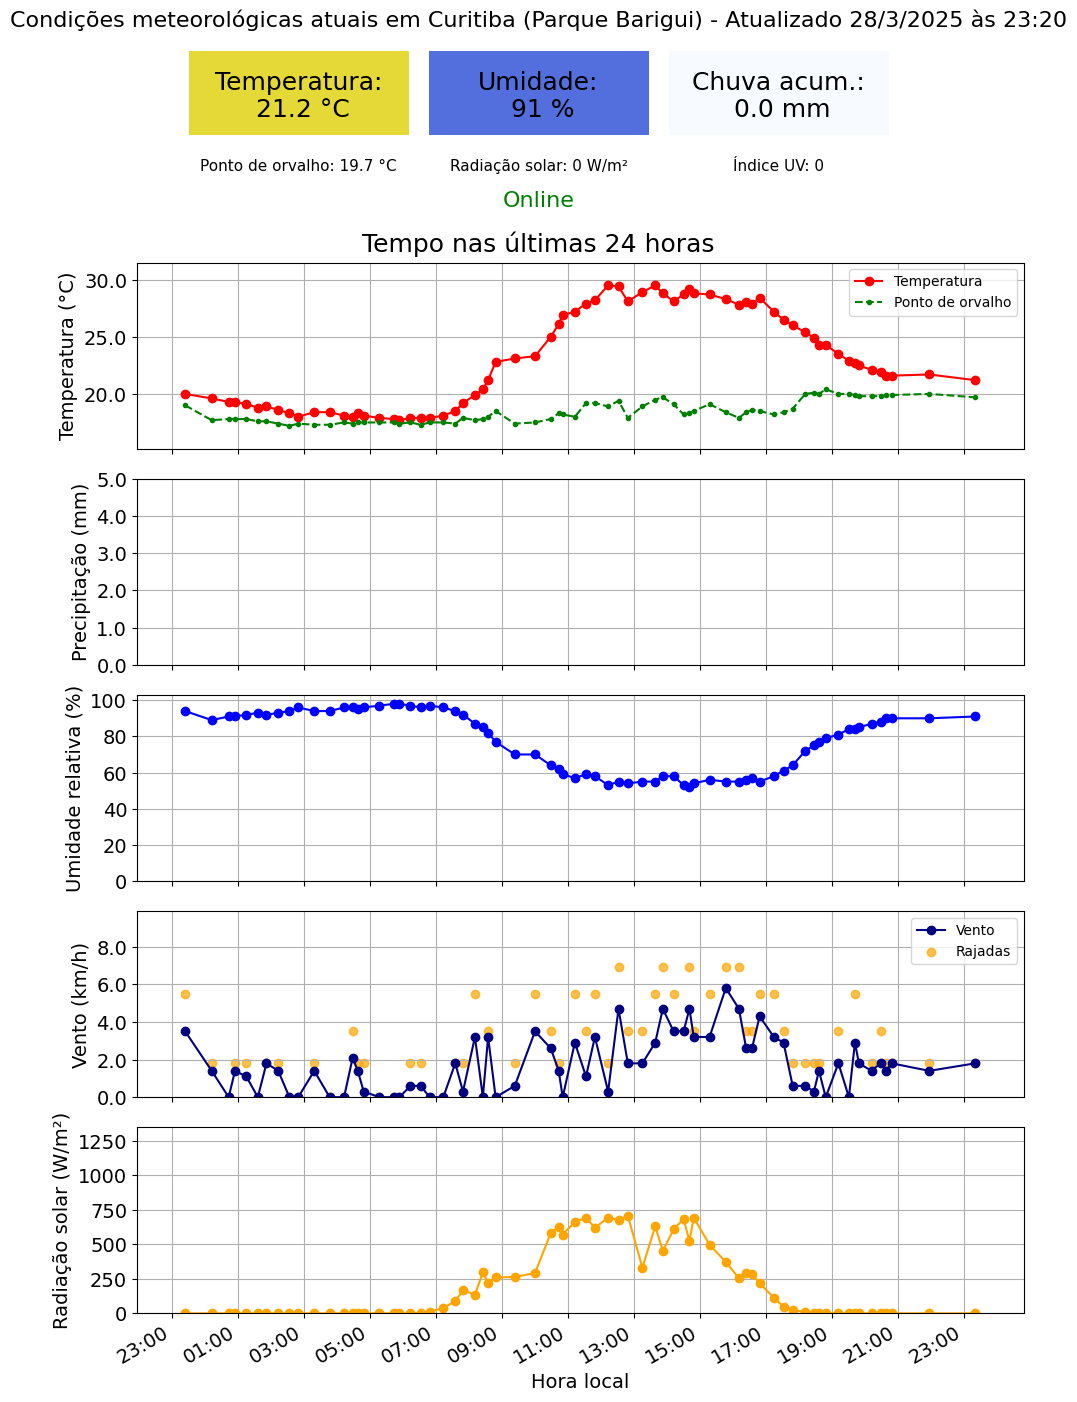 Condições meteorológicas atuais em Curitiba (Parque Barigui) - Atualizado 28/3/2025 às 23:20
Temperatura:
21.2 °C
Umidade:
91 %
Chuva acum.:
0.0 mm
Ponto de orvalho: 19.7 °C
Radiação solar: 0 W/m²
Índice UV: 0
Online
Tempo nas últimas 24 horas
Temperatura (°C)
30.0
25.0
20.0
Temperatura
Ponto de orvalho
Precipitação (mm)
5.0
4.0
3.0
2.0
1.0
0.0
Umidade relativa (%)
100
80
60
40
20
0
Vento (km/h)
8.0
6.0
4.0
2.0
0.0
Vento
Rajadas
Radiação solar (W/m²)
1250
1000
750
500
250
0
23:00
01:00
03:00
05:00
07:00
09:00
11:00
13:00
15:00
17:00
19:00
21:00
23:00
Hora local